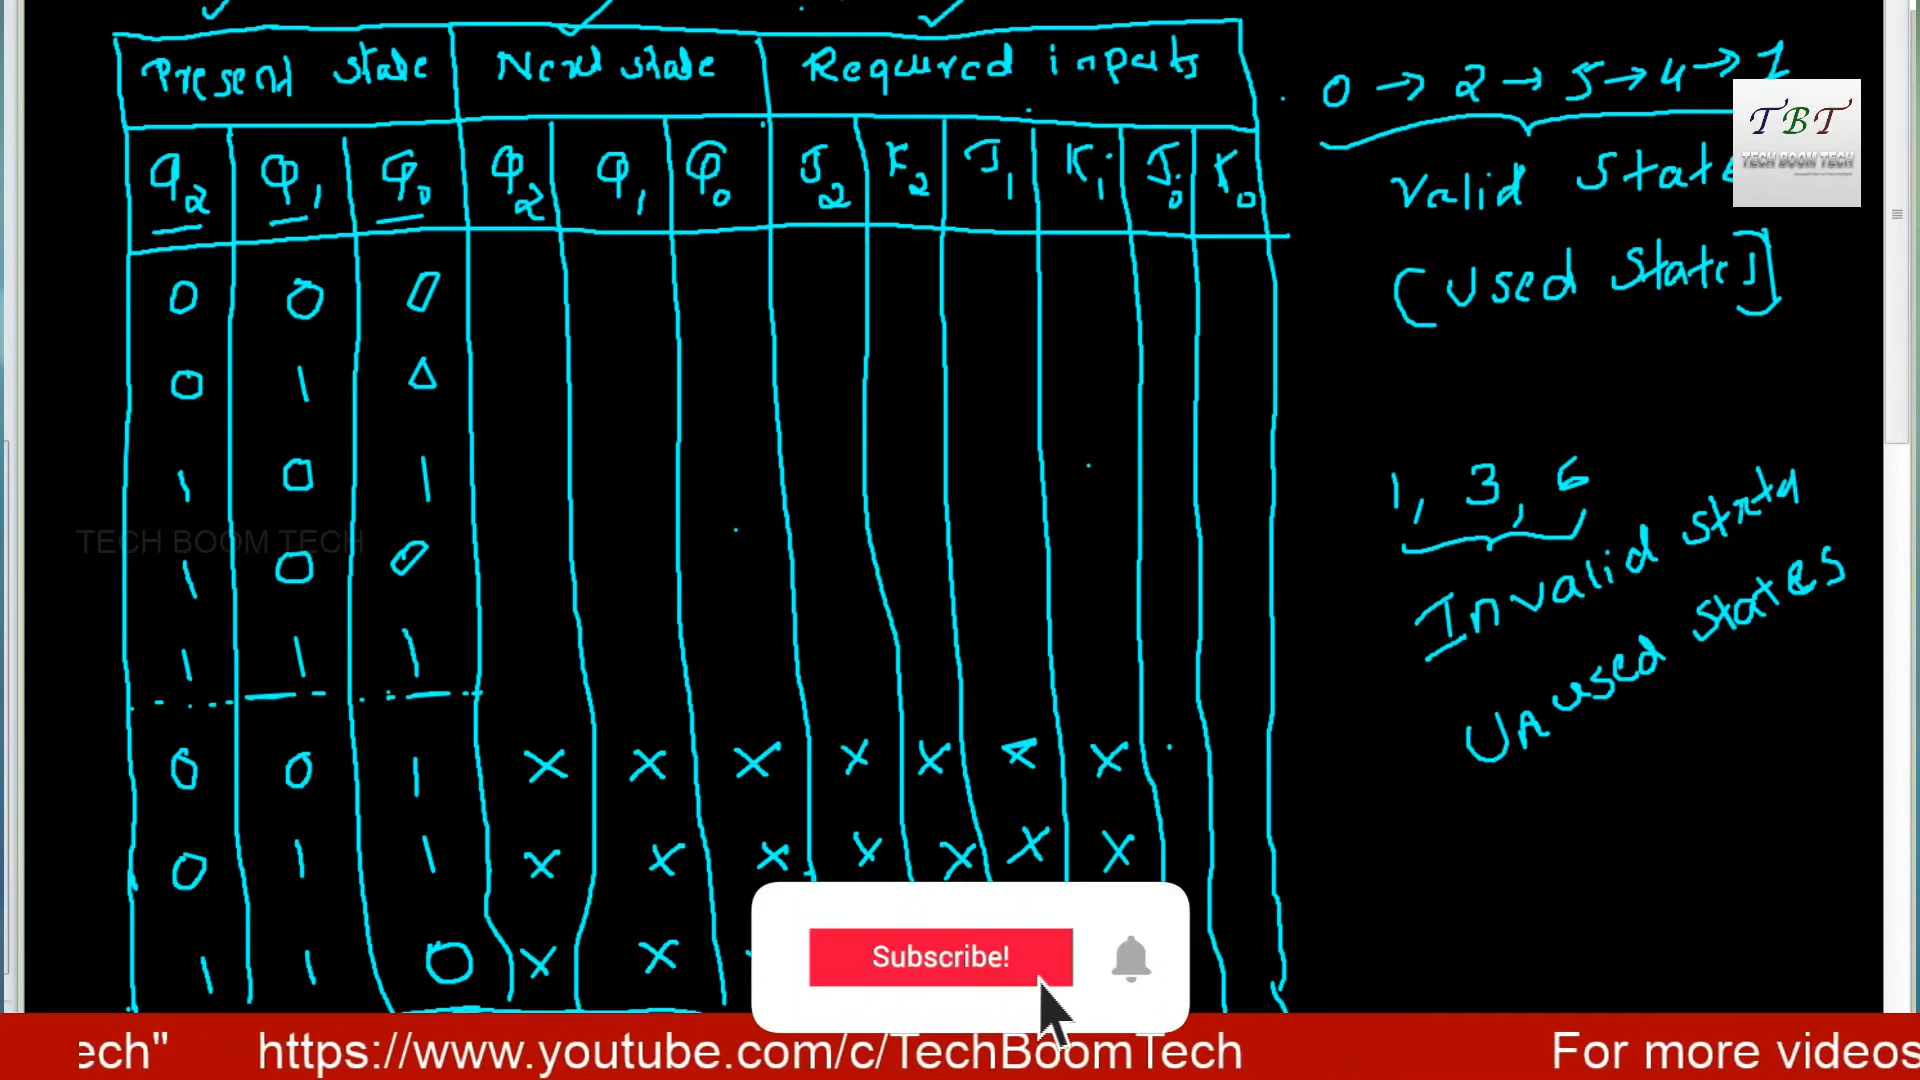 Present state Next state Required inputs
Q2 Q1 Q0 Q2 Q1 Q0 J2 K2 J1 K1 J0 K0
0 0 0
0 1 0
1 0 1
1 0 0
1 1 1
0 0 1 X X X X X X X
0 1 1 X X X X X X X
1 1 0 X X
0 → 2 → 5 → 4 → 7
valid state
(Used state]
1, 3, 6
Invalid
Unused states
TBT
TECH BOOM TECH
TECH BOOM TECH
Subscribe!
ech" https://www.youtube.com/c/TechBoomTech For more videos